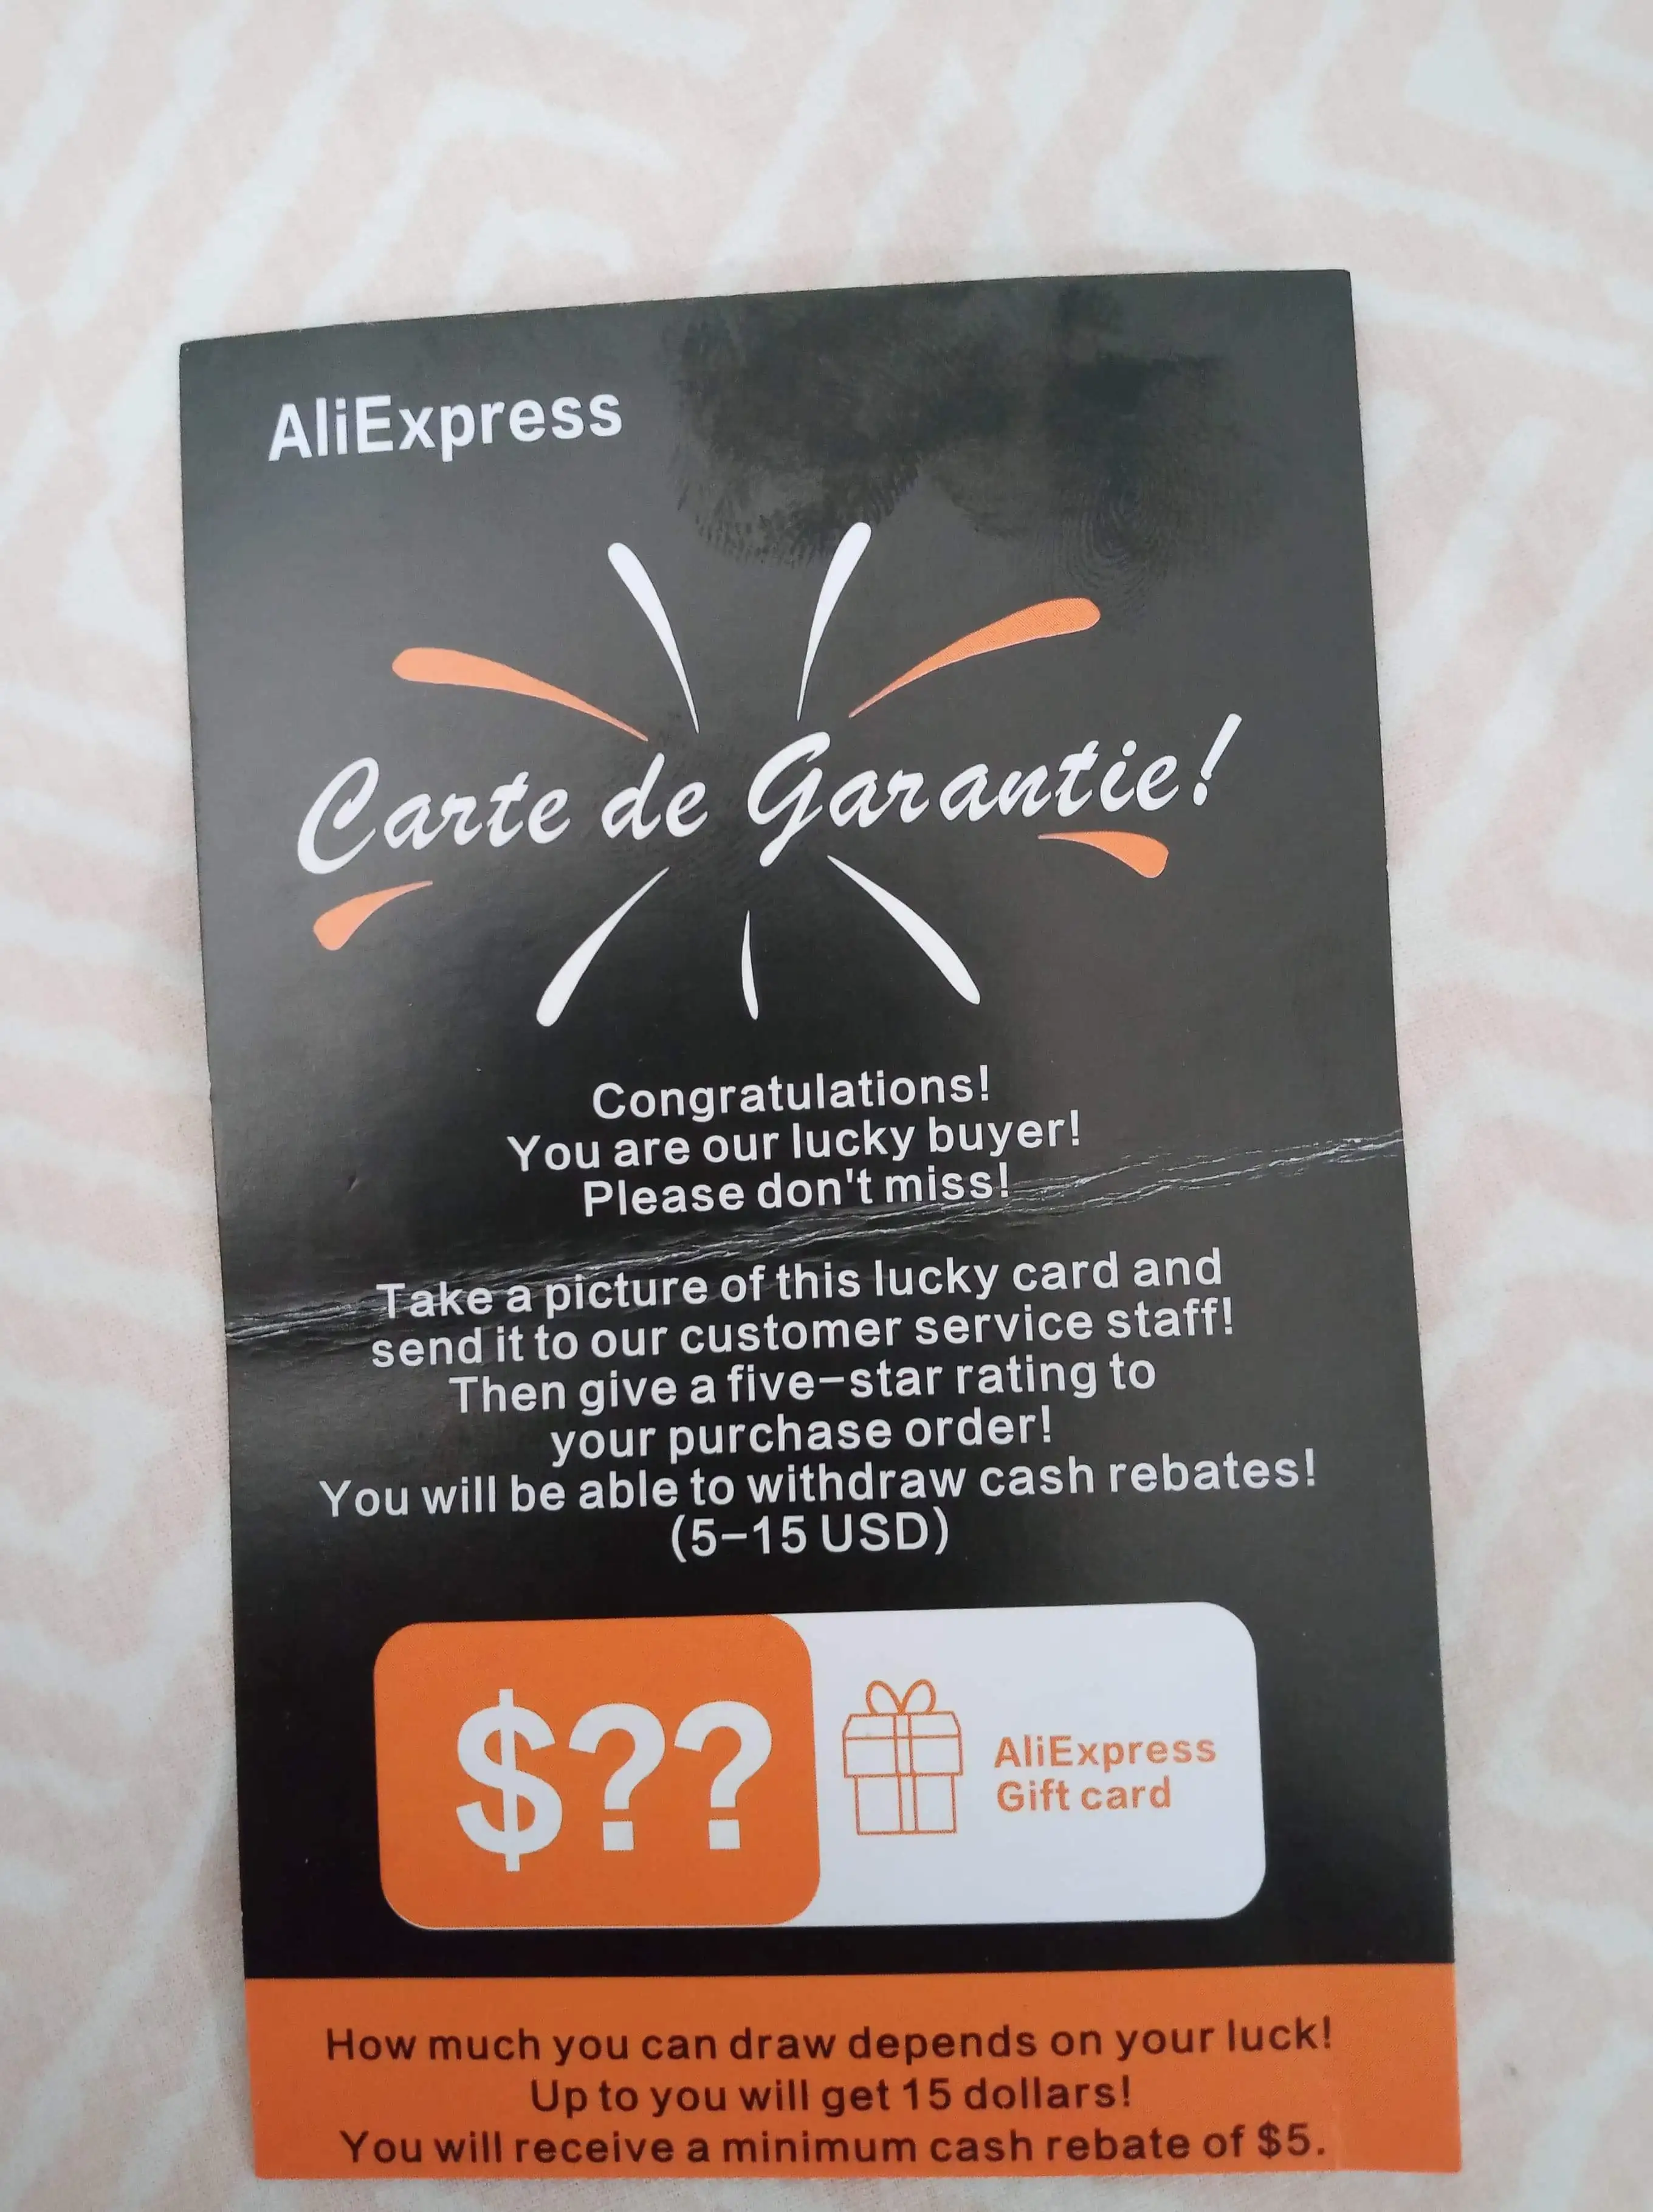 AliExpress
Carte de Garantie!
Congratulations!
You are our lucky buyer!
Please don't miss!
Take a picture of this lucky card and
send it to our customer service staff!
Then give a five-star rating to
your purchase order!
You will be able to withdraw cash rebates!
(5-15 USD)
$??
AliExpress
Gift card
How much you can draw depends on your luck!
Up to you will get 15 dollars!
You will receive a minimum cash rebate of $5.